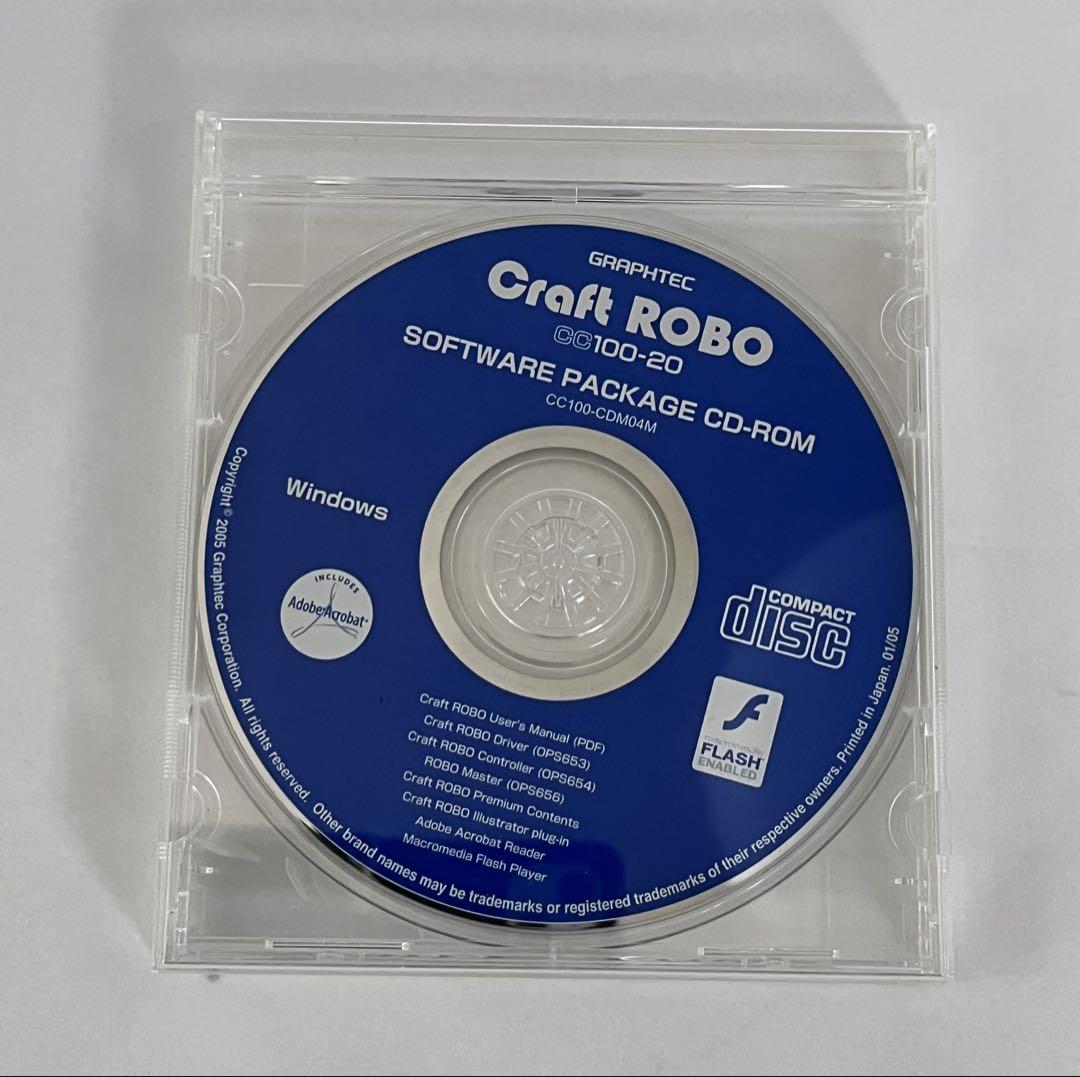 GRAPHTEC
Craft ROBO
CC100-20
SOFTWARE PACKAGE CD-ROM
CC100-CDM04M
Windows
INCLUDES
Adobe Acrobat®
COMPACT
disc
macromedia
FLASH
ENABLED
Craft ROBO User's Manual (PDF)
Craft ROBO Driver (OPS653)
Craft ROBO Controller (OPS654)
ROBO Master (OPS656)
Craft ROBO Premium Contents
Craft ROBO Illustrator plug-in
Adobe Acrobat Reader
Macromedia Flash Player
Copyright © 2005 Graphtec Corporation. All rights reserved. Other brand names may be trademarks or registered trademarks of their respective owners. Printed in Japan. 01/05